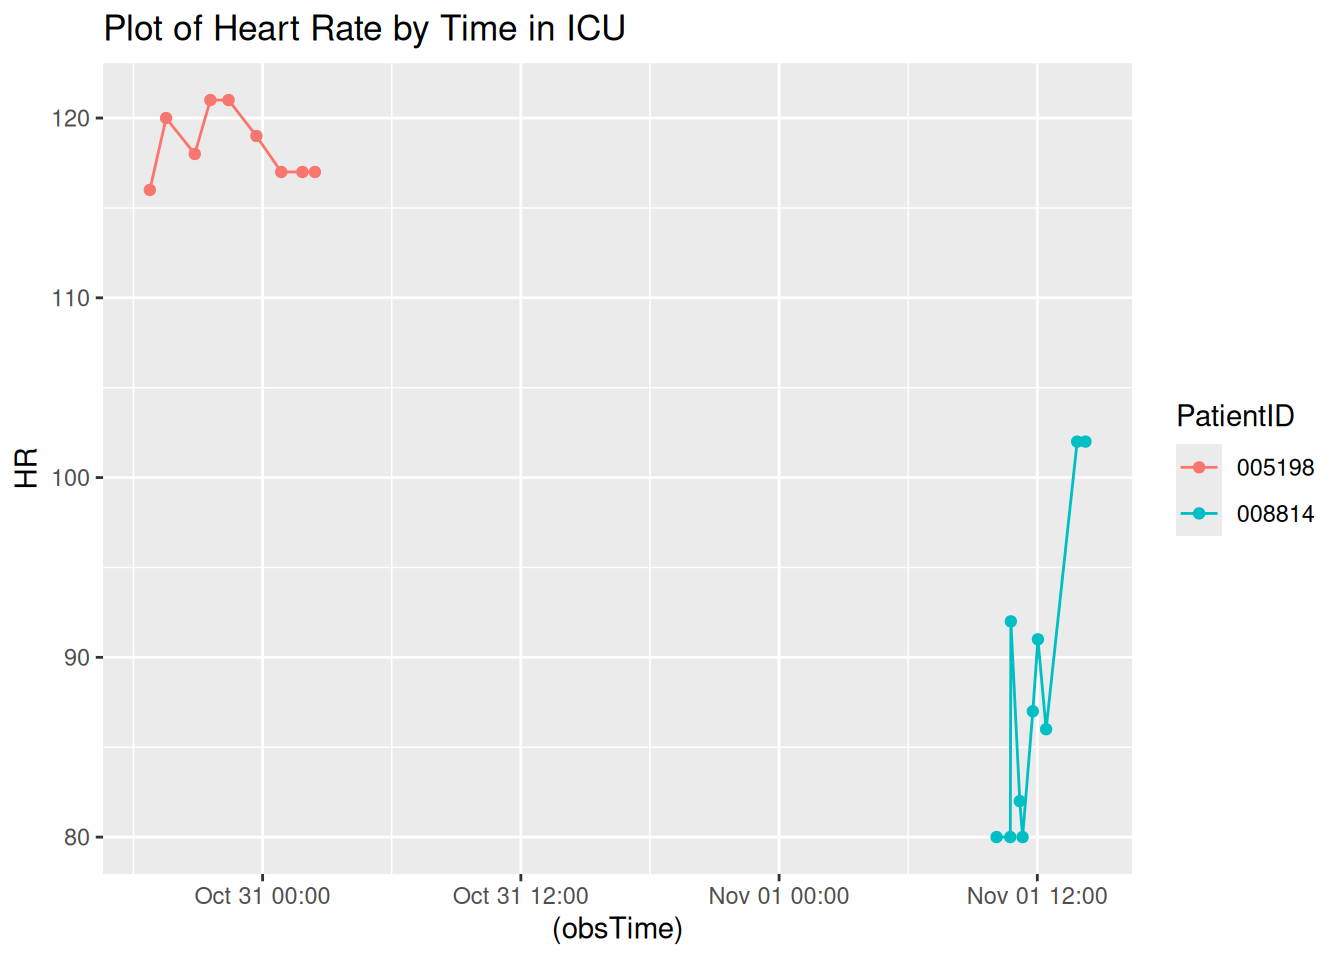 Plot of Heart Rate by Time in ICU
120
110
100
90
80
HR
Oct 31 00:00
Oct 31 12:00
Nov 01 00:00
Nov 01 12:00
(obsTime)
PatientID
005198
008814